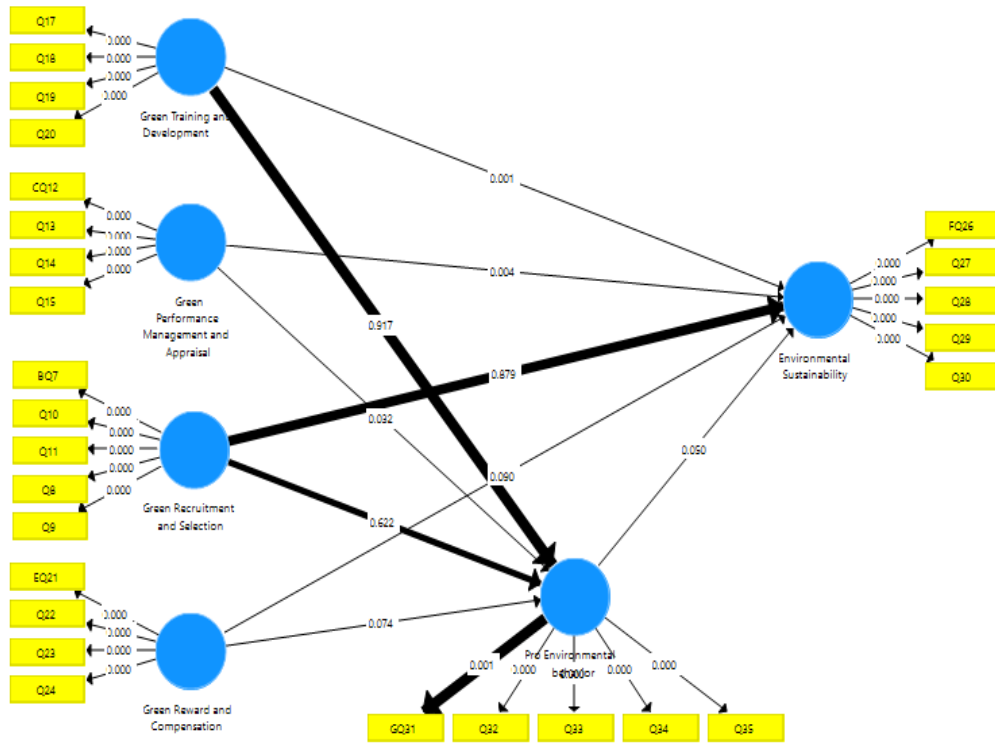 Q17
0.000
Q18
0.000
Q19
0.000
Q20
0.000
Green Training and
Development
0.001
CQ12
0.000
Q13
0.000
Q14
0.000
Q15
0.000
Green
Performance
Management and
Appraisal
0.004
0.917
FQ26
0.000
Q27
0.000
Q28
0.000
Q29
0.000
Q30
0.000
Environmental
Sustainability
BQ7
0.000
Q10
0.000
Q11
0.000
Q8
0.000
Q9
0.000
Green Recruitment
and Selection
0.879
0.032
0.090
0.050
0.622
EQ21
0.000
Q22
0.000
Q23
0.000
Q24
0.000
Green Reward and
Compensation
0.074
Pro Environmental
behavior
0.001
0.000
0.000
0.000
0.000
GQ31
Q32
Q33
Q34
Q35